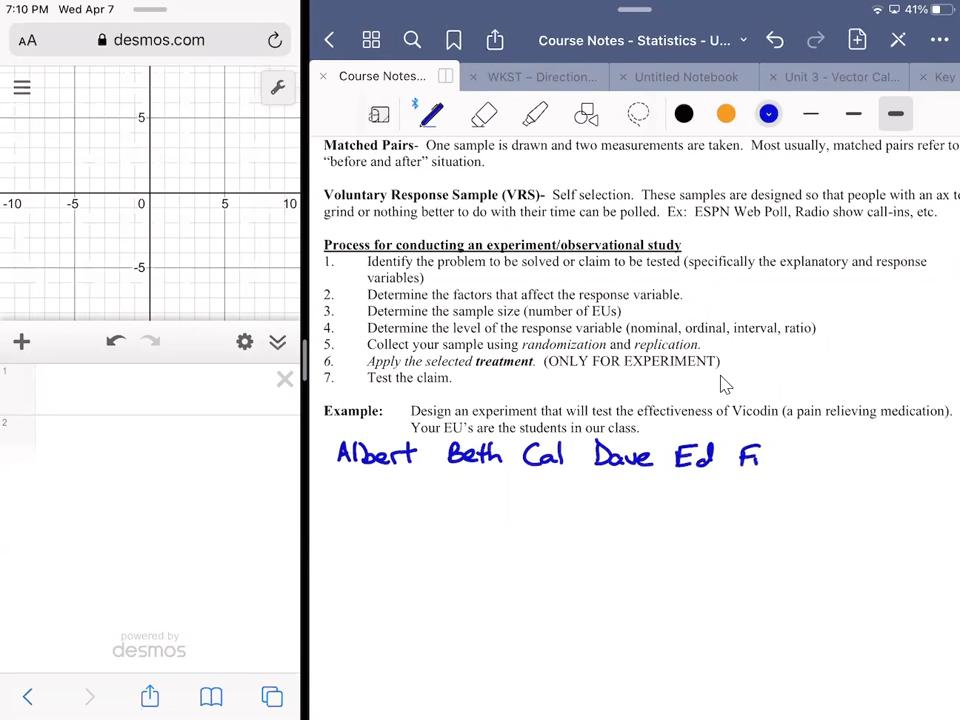 7:10 PM Wed Apr 7
41%
AA desmos.com
Course Notes - Statistics - U...
Course Notes...
WKST – Direction...
Untitled Notebook
Unit 3 - Vector Cal...
Key
5
-10 -5 0 5 10
-5
1
2
powered by
desmos
Matched Pairs- One sample is drawn and two measurements are taken. Most usually, matched pairs refer to
“before and after” situation.
Voluntary Response Sample (VRS)- Self selection. These samples are designed so that people with an ax to
grind or nothing better to do with their time can be polled. Ex: ESPN Web Poll, Radio show call-ins, etc.
Process for conducting an experiment/observational study
1. Identify the problem to be solved or claim to be tested (specifically the explanatory and response
variables)
2. Determine the factors that affect the response variable.
3. Determine the sample size (number of EUs)
4. Determine the level of the response variable (nominal, ordinal, interval, ratio)
5. Collect your sample using randomization and replication.
6. Apply the selected treatment. (ONLY FOR EXPERIMENT)
7. Test the claim.
Example: Design an experiment that will test the effectiveness of Vicodin (a pain relieving medication).
Your EU’s are the students in our class.
Albert Beth Cal Dave Ed Fi